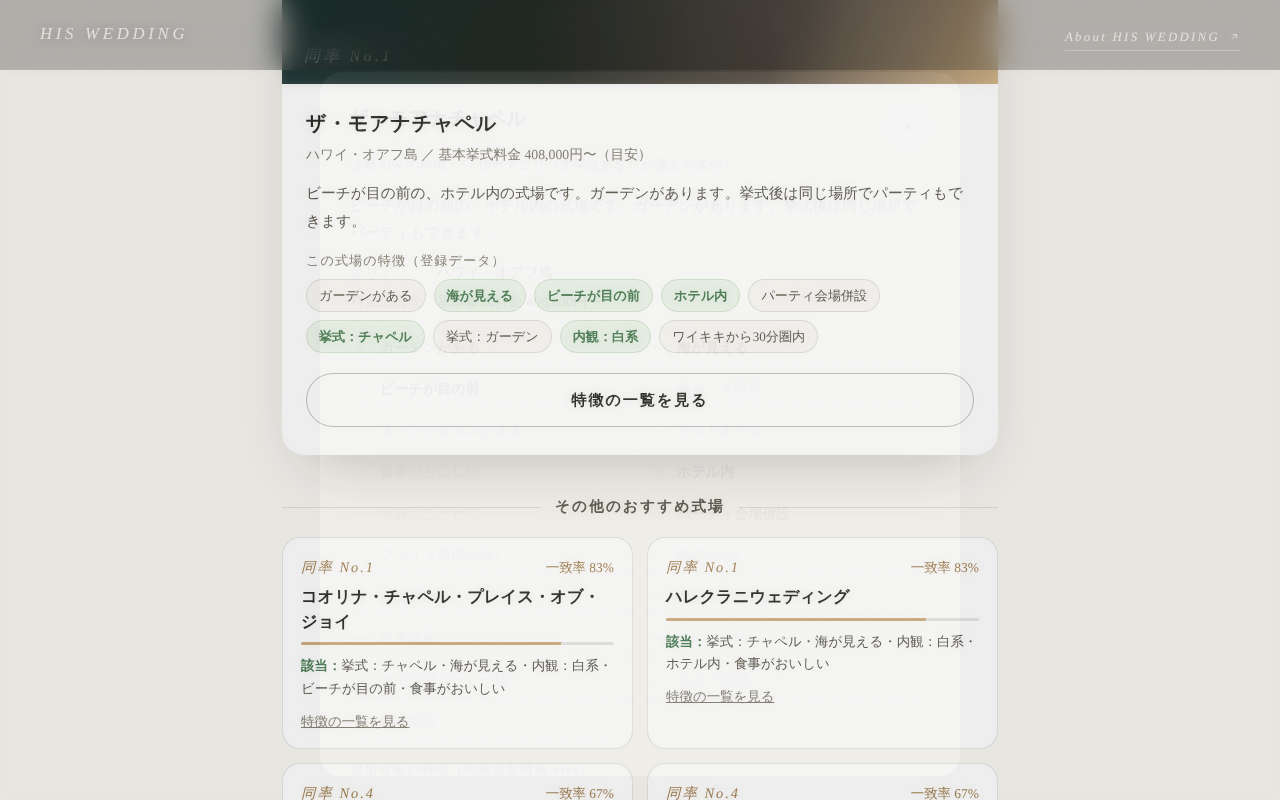 HIS WEDDING
About HIS WEDDING ↗
同率 No.1
ザ・モアナチャペル
ハワイ・オアフ島 ／ 基本挙式料金 408,000円〜（目安）
ビーチが目の前の、ホテル内の式場です。ガーデンがあります。挙式後は同じ場所でパーティもで
きます。
この式場の特徴（登録データ）
ガーデンがある
海が見える
ビーチが目の前
ホテル内
パーティ会場併設
挙式：チャペル
挙式：ガーデン
内観：白系
ワイキキから30分圏内
特徴の一覧を見る
その他のおすすめ式場
同率 No.1
一致率 83%
コオリナ・チャペル・プレイス・オブ・
ジョイ
該当：挙式：チャペル・海が見える・内観：白系・
ビーチが目の前・食事がおいしい
特徴の一覧を見る
同率 No.1
一致率 83%
ハレクラニウェディング
該当：挙式：チャペル・海が見える・内観：白系・
ホテル内・食事がおいしい
特徴の一覧を見る
同率 No.4
一致率 67%
同率 No.4
一致率 67%